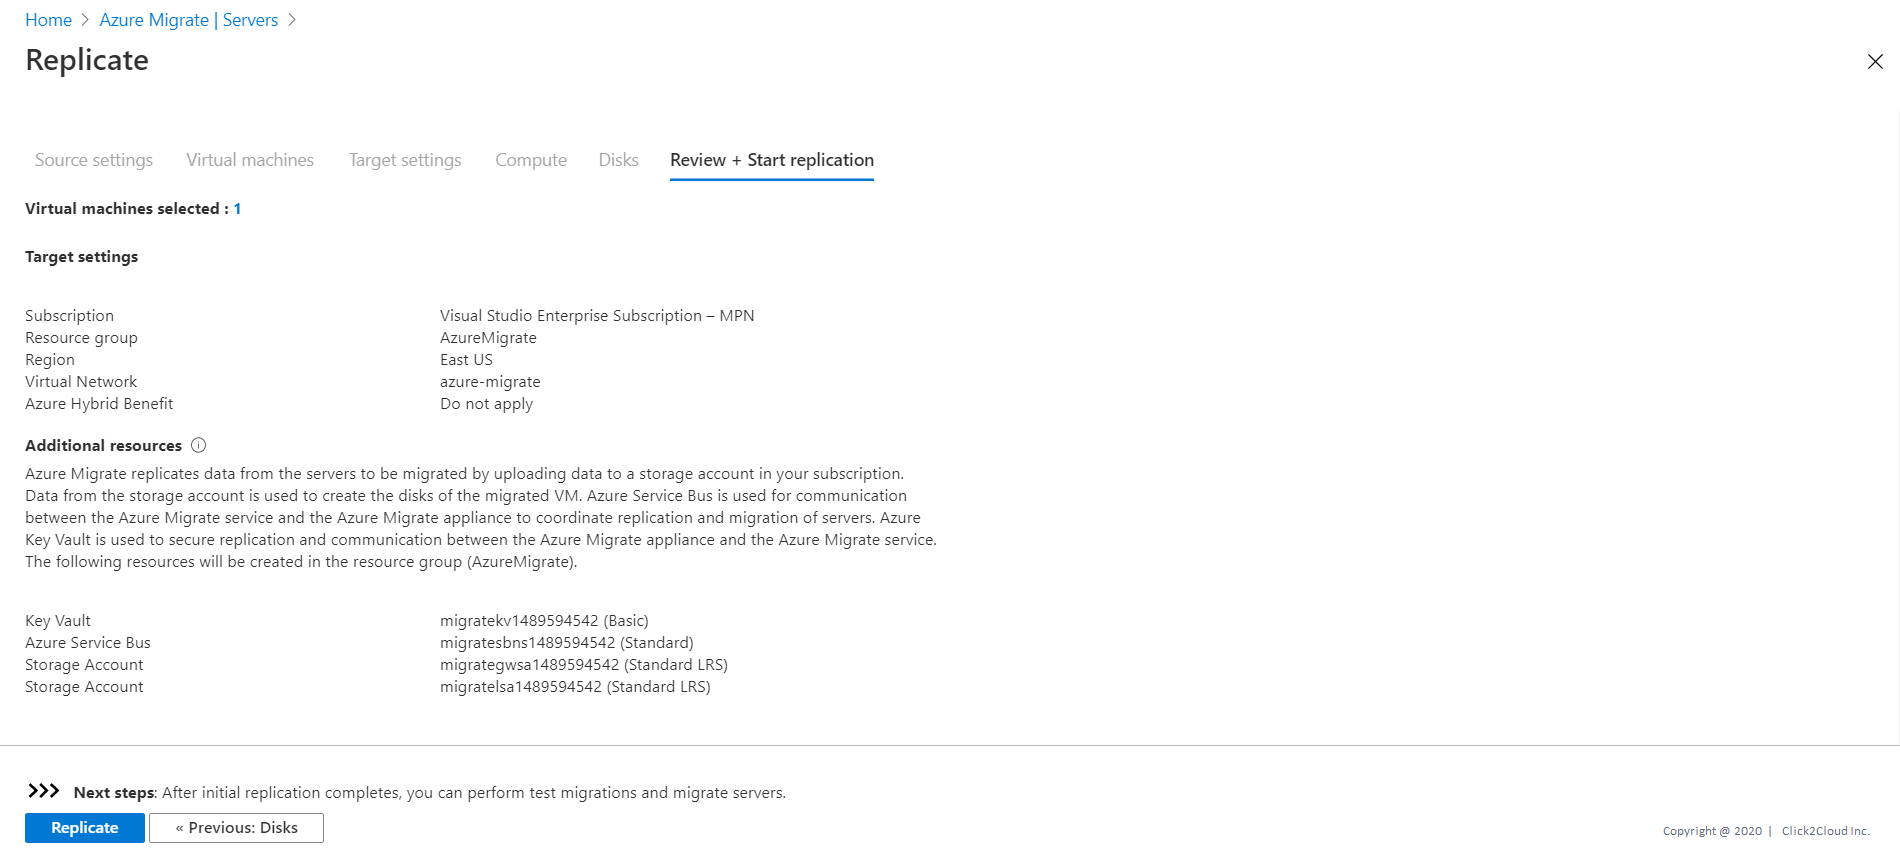 Home > Azure Migrate | Servers >
Replicate
Source settings Virtual machines Target settings Compute Disks Review + Start replication
Virtual machines selected : 1
Target settings
Subscription Visual Studio Enterprise Subscription – MPN
Resource group AzureMigrate
Region East US
Virtual Network azure-migrate
Azure Hybrid Benefit Do not apply
Additional resources
Azure Migrate replicates data from the servers to be migrated by uploading data to a storage account in your subscription.
Data from the storage account is used to create the disks of the migrated VM. Azure Service Bus is used for communication
between the Azure Migrate service and the Azure Migrate appliance to coordinate replication and migration of servers. Azure
Key Vault is used to secure replication and communication between the Azure Migrate appliance and the Azure Migrate service.
The following resources will be created in the resource group (AzureMigrate).
Key Vault migratekv1489594542 (Basic)
Azure Service Bus migratesbns1489594542 (Standard)
Storage Account migrategwsa1489594542 (Standard LRS)
Storage Account migratelsa1489594542 (Standard LRS)
>>> Next steps: After initial replication completes, you can perform test migrations and migrate servers.
Replicate « Previous: Disks
Copyright @ 2020 | Click2Cloud Inc.